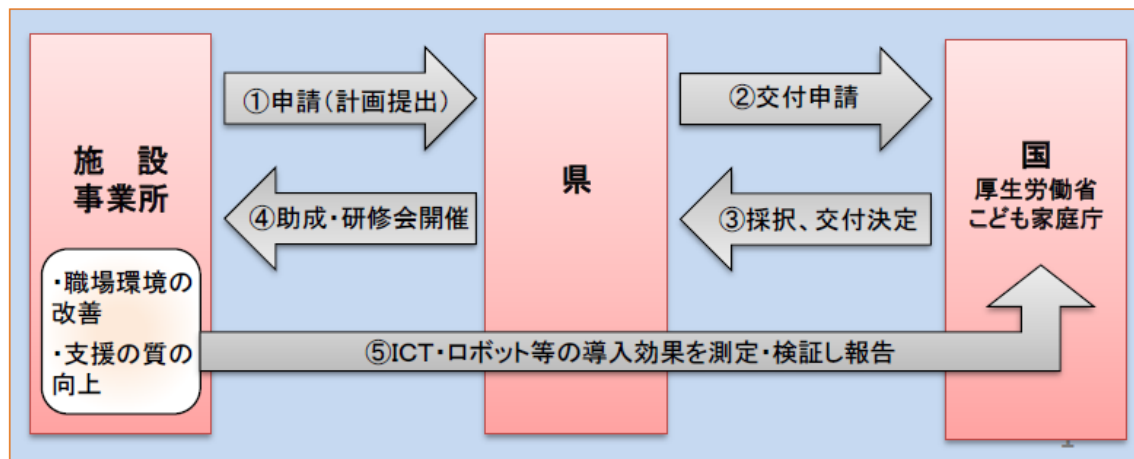 ①申請(計画提出)
②交付申請
施　設
事業所
県
国
厚生労働省
こども家庭庁
④助成・研修会開催
③採択、交付決定
・職場環境の
改善
・支援の質の
向上
⑤ICT・ロボット等の導入効果を測定・検証し報告